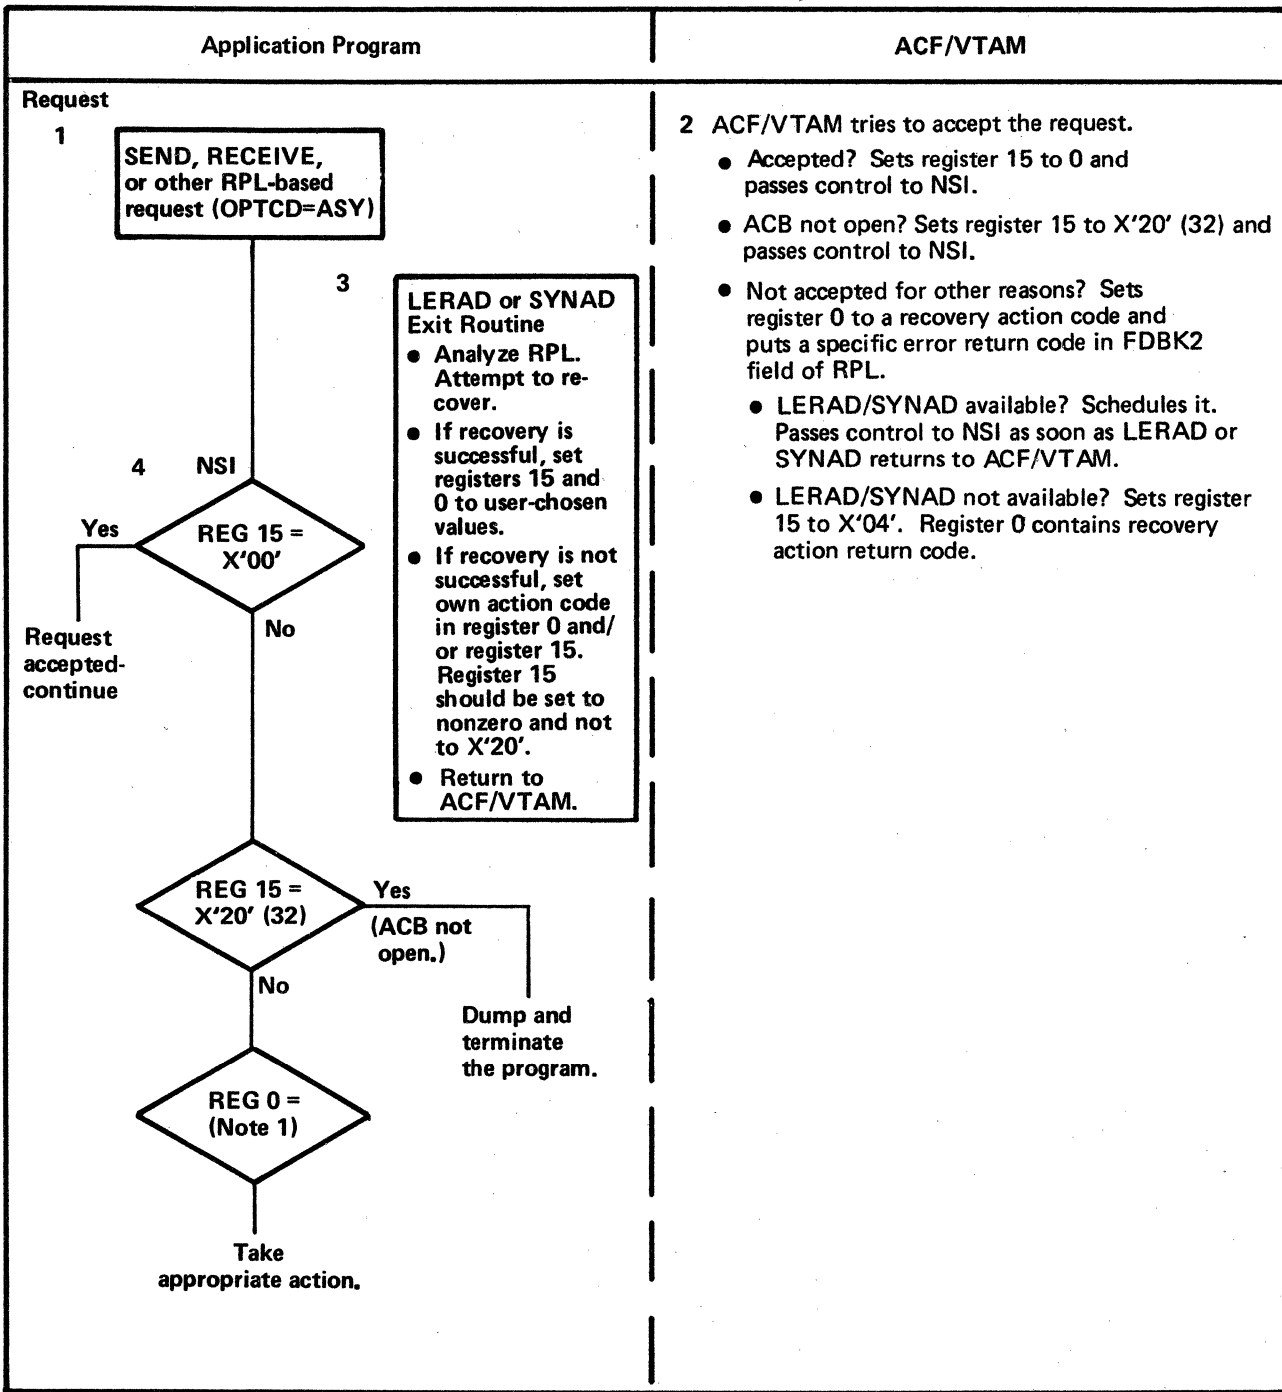 Application Program
ACF/VTAM
Request
1
SEND, RECEIVE,
or other RPL-based
request (OPTCD=ASY)
3
LERAD or SYNAD
Exit Routine
● Analyze RPL.
Attempt to re-
cover.
● If recovery is
successful, set
registers 15 and
0 to user-chosen
values.
● If recovery is not
successful, set
own action code
in register 0 and/
or register 15.
Register 15
should be set to
nonzero and not
to X'20'.
● Return to
ACF/VTAM.
4 NSI
Yes
REG 15 =
X'00'
No
Request
accepted-
continue
REG 15 =
X'20' (32)
Yes
(ACB not
open.)
No
Dump and
terminate
the program.
REG 0 =
(Note 1)
Take
appropriate action.
2 ACF/VTAM tries to accept the request.
● Accepted? Sets register 15 to 0 and
passes control to NSI.
● ACB not open? Sets register 15 to X'20' (32) and
passes control to NSI.
● Not accepted for other reasons? Sets
register 0 to a recovery action code and
puts a specific error return code in FDBK2
field of RPL.
● LERAD/SYNAD available? Schedules it.
Passes control to NSI as soon as LERAD or
SYNAD returns to ACF/VTAM.
● LERAD/SYNAD not available? Sets register
15 to X'04'. Register 0 contains recovery
action return code.